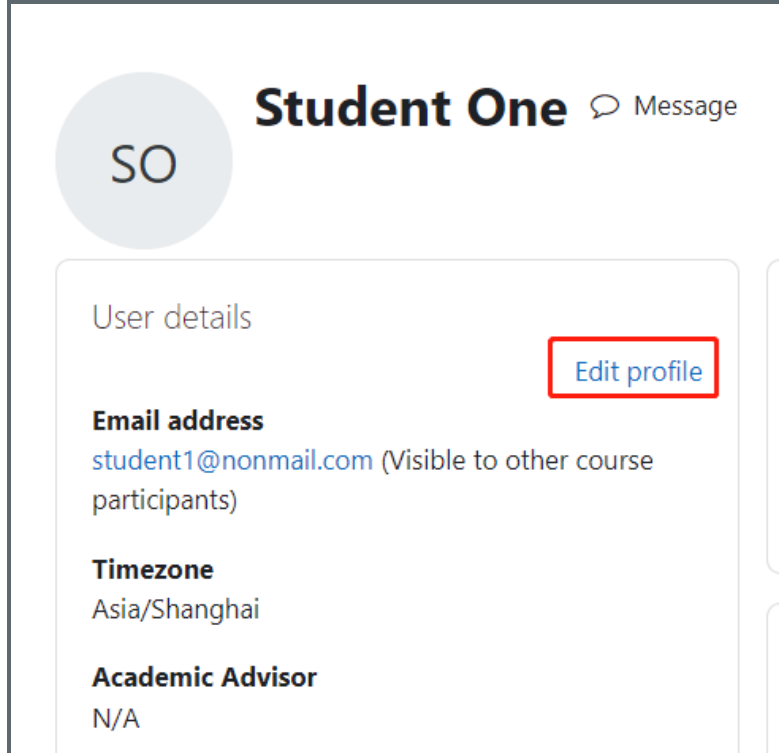 SO
Student One
Message
User details
Edit profile
Email address
student1@nonmail.com (Visible to other course
participants)
Timezone
Asia/Shanghai
Academic Advisor
N/A